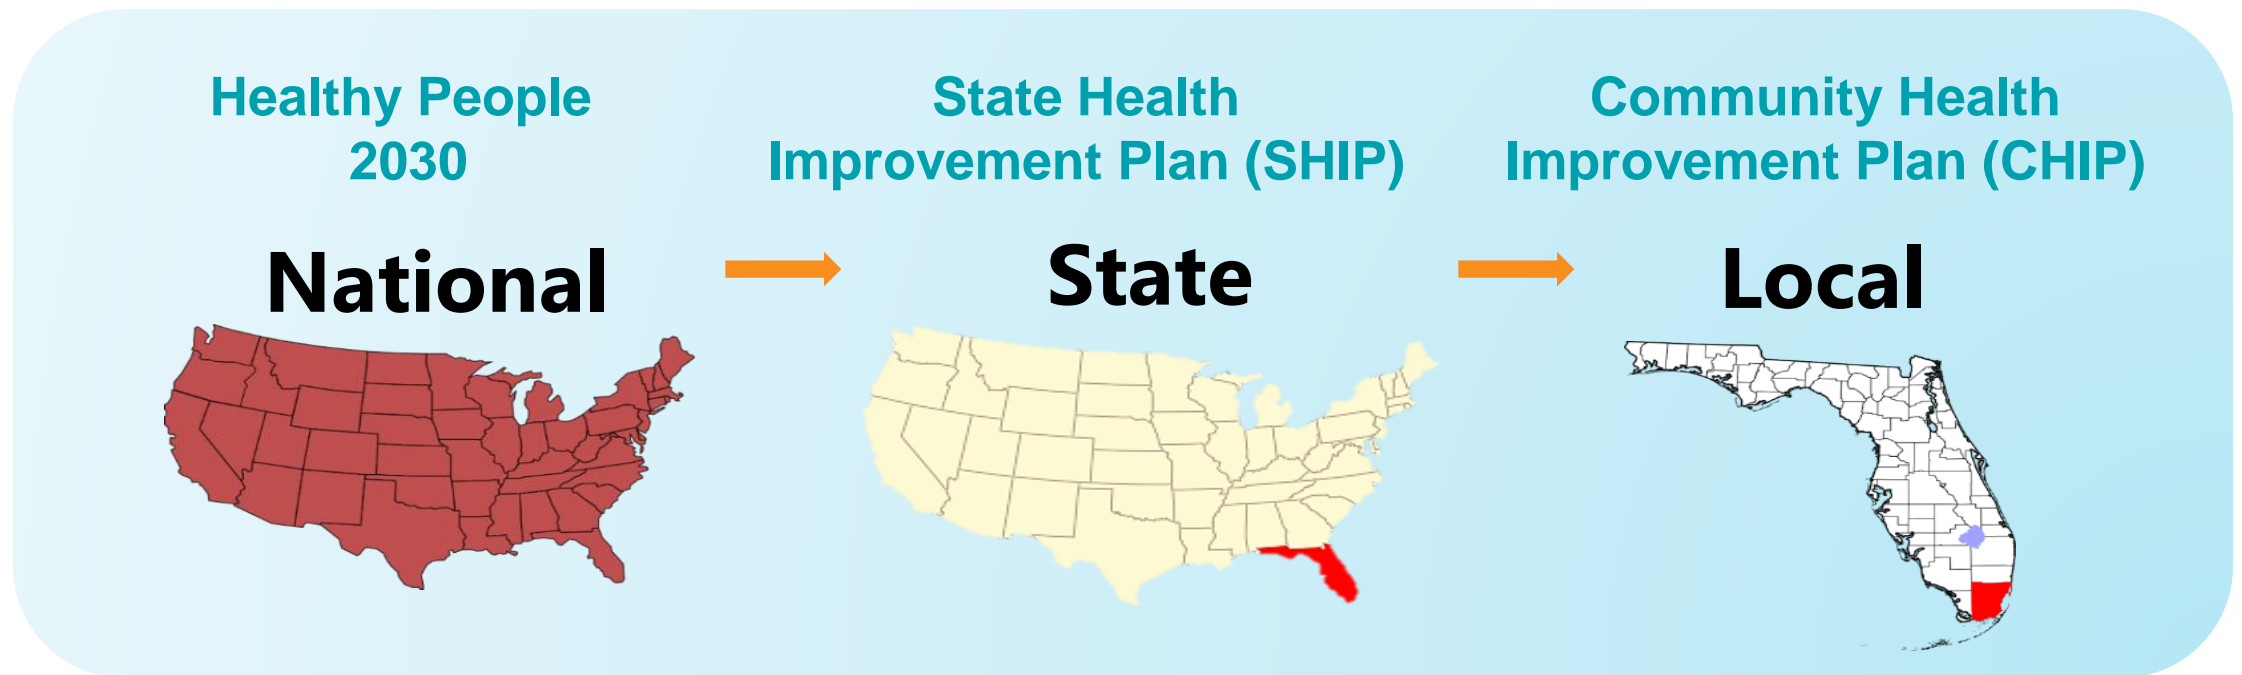 Healthy People
2030
National
State Health
Improvement Plan (SHIP)
State
Community Health
Improvement Plan (CHIP)
Local